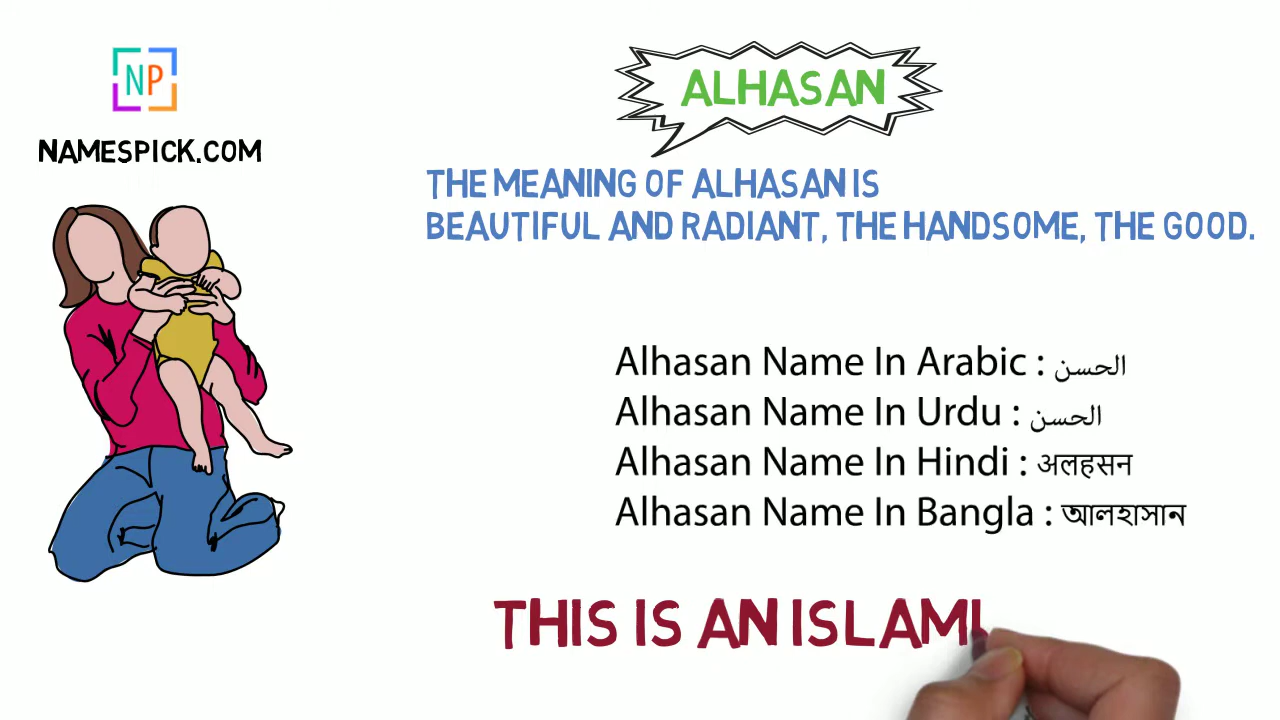 NP
NAMESPICK.COM
ALHASAN
THE MEANING OF ALHASAN IS
BEAUTIFUL AND RADIANT, THE HANDSOME, THE GOOD.
Alhasan Name In Arabic : الحسن
Alhasan Name In Urdu : الحسن
Alhasan Name In Hindi : अलहसन
Alhasan Name In Bangla : আলহাসান
THIS IS AN ISLAMI